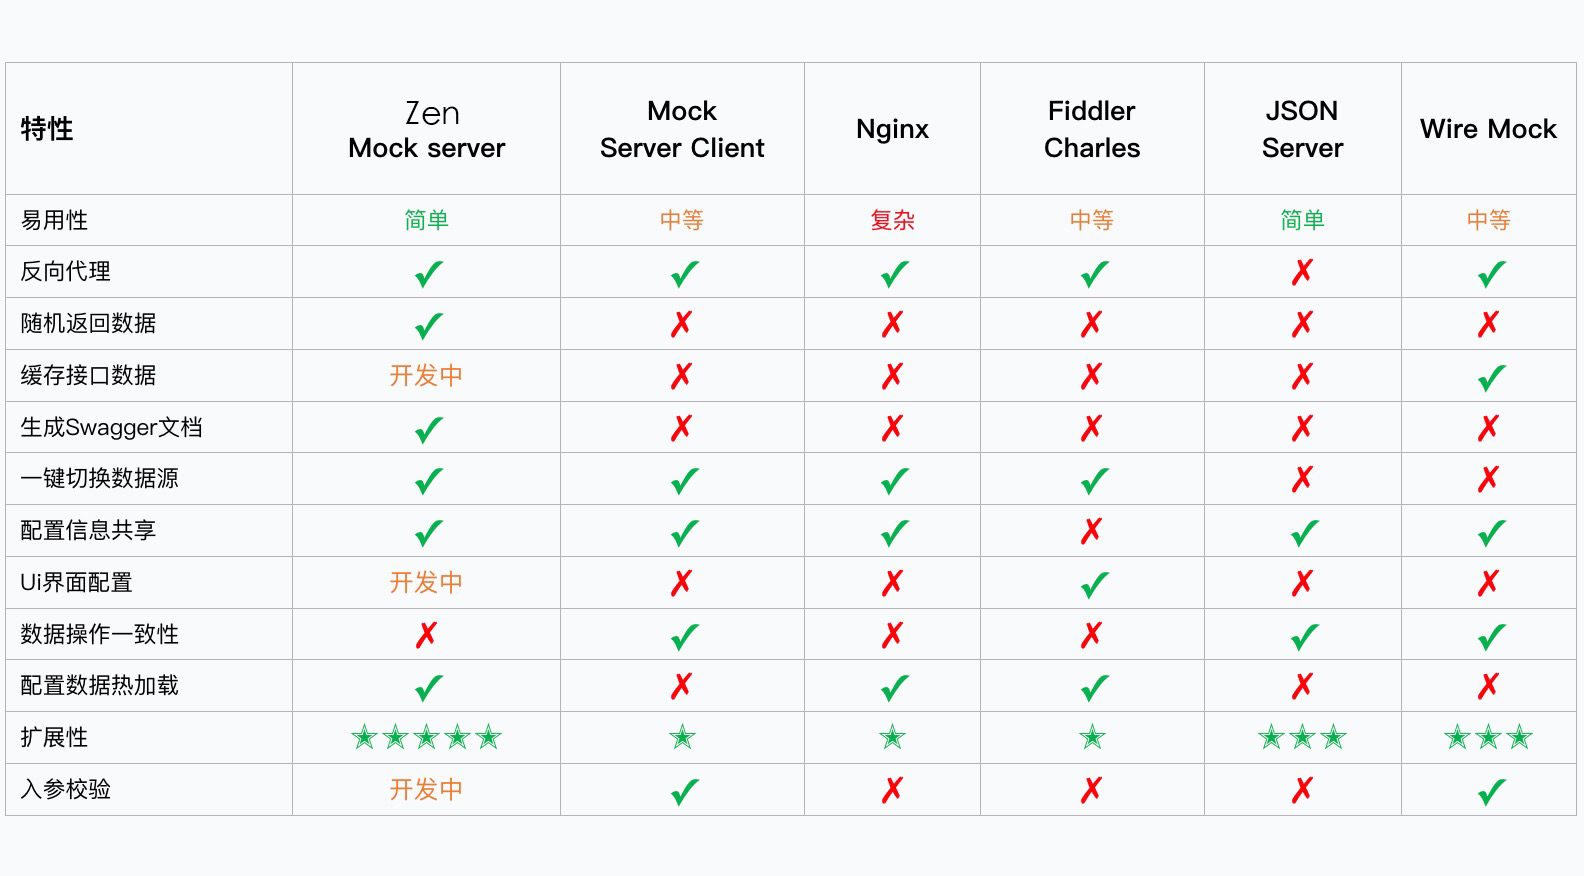 特性
Zen
Mock server
Mock
Server Client
Nginx
Fiddler
Charles
JSON
Server
Wire Mock
易用性 简单 中等 复杂 中等 简单 中等
反向代理 ✓ ✓ ✓ ✓ ✗ ✓
随机返回数据 ✓ ✗ ✗ ✗ ✗ ✗
缓存接口数据 开发中 ✗ ✗ ✗ ✗ ✓
生成Swagger文档 ✓ ✗ ✗ ✗ ✗ ✗
一键切换数据源 ✓ ✓ ✓ ✓ ✗ ✗
配置信息共享 ✓ ✓ ✓ ✗ ✓ ✓
Ui界面配置 开发中 ✗ ✗ ✓ ✗ ✗
数据操作一致性 ✗ ✓ ✗ ✗ ✓ ✓
配置数据热加载 ✓ ✗ ✓ ✓ ✗ ✗
扩展性 ★★★★★ ★ ★ ★ ★★★ ★★★
入参校验 开发中 ✓ ✗ ✗ ✗ ✓